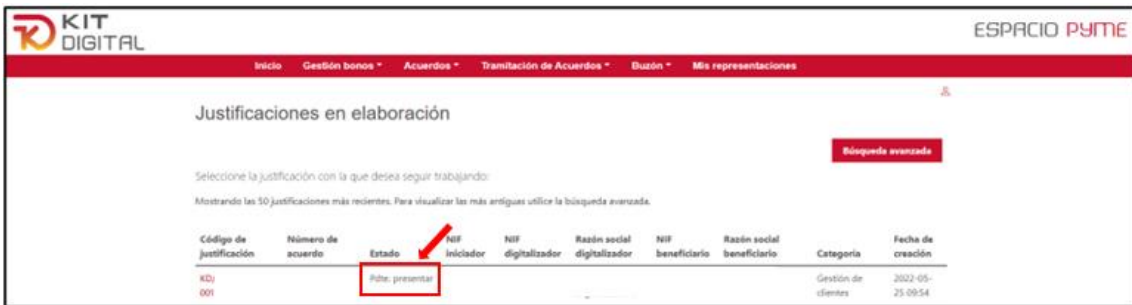 KIT
DIGITAL
ESPACIO PYME
Inicio Gestión bonos Acuerdos Tramitación de Acuerdos Buzón Mis representaciones
Justificaciones en elaboración
Búsqueda avanzada
Seleccione la justificación con la que desea seguir trabajando:
Mostrando las 50 justificaciones más recientes. Para visualizar las más antiguas utilice la búsqueda avanzada.
Código de Número de NIF NIF Razón social NIF Razón social Fecha de
justificación acuerdo Estado iniciador digitalizador digitalizador beneficiario beneficiario Categoría creación
KDJ Pdte. presentar Gestión de 2022-05-
001 clientes 25 09:54